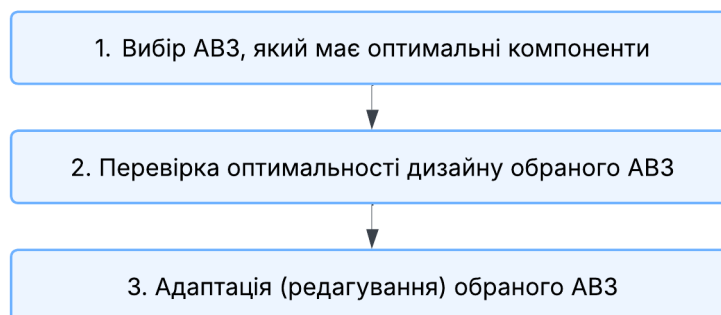 1. Вибір АВЗ, який має оптимальні компоненти
2. Перевірка оптимальності дизайну обраного АВЗ
3. Адаптація (редагування) обраного АВЗ